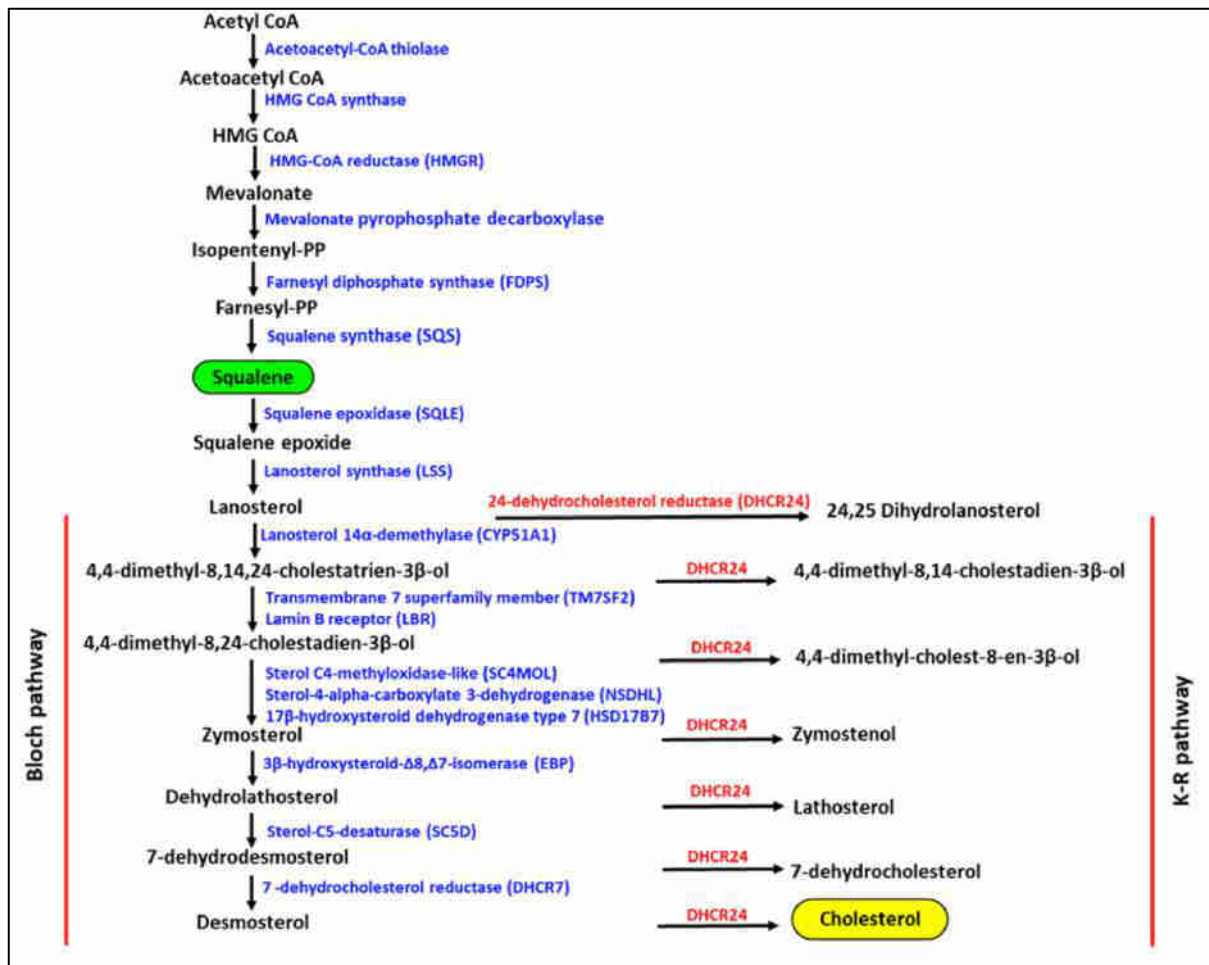 Acetyl CoA
Acetoacetyl-CoA thiolase
Acetoacetyl CoA
HMG CoA synthase
HMG CoA
HMG-CoA reductase (HMGR)
Mevalonate
Mevalonate pyrophosphate decarboxylase
Isopentenyl-PP
Farnesyl diphosphate synthase (FDPS)
Farnesyl-PP
Squalene synthase (SQS)
Squalene
Squalene epoxidase (SQLE)
Squalene epoxide
Lanosterol synthase (LSS)
Lanosterol
24-dehydrocholesterol reductase (DHCR24)
24,25 Dihydrolanosterol
Lanosterol 14α-demethylase (CYP51A1)
4,4-dimethyl-8,14,24-cholestatrien-3β-ol
DHCR24
4,4-dimethyl-8,14-cholestadien-3β-ol
Transmembrane 7 superfamily member (TM7SF2)
Lamin B receptor (LBR)
4,4-dimethyl-8,24-cholestadien-3β-ol
DHCR24
4,4-dimethyl-cholest-8-en-3β-ol
Sterol C4-methyloxidase-like (SC4MOL)
Sterol-4-alpha-carboxylate 3-dehydrogenase (NSDHL)
17β-hydroxysteroid dehydrogenase type 7 (HSD17B7)
Zymosterol
DHCR24
Zymostenol
3β-hydroxysteroid-Δ8,Δ7-isomerase (EBP)
Dehydrolathosterol
DHCR24
Lathosterol
Sterol-C5-desaturase (SC5D)
7-dehydrodesmosterol
DHCR24
7-dehydrocholesterol
7 -dehydrocholesterol reductase (DHCR7)
Desmosterol
DHCR24
Cholesterol
Bloch pathway
K-R pathway